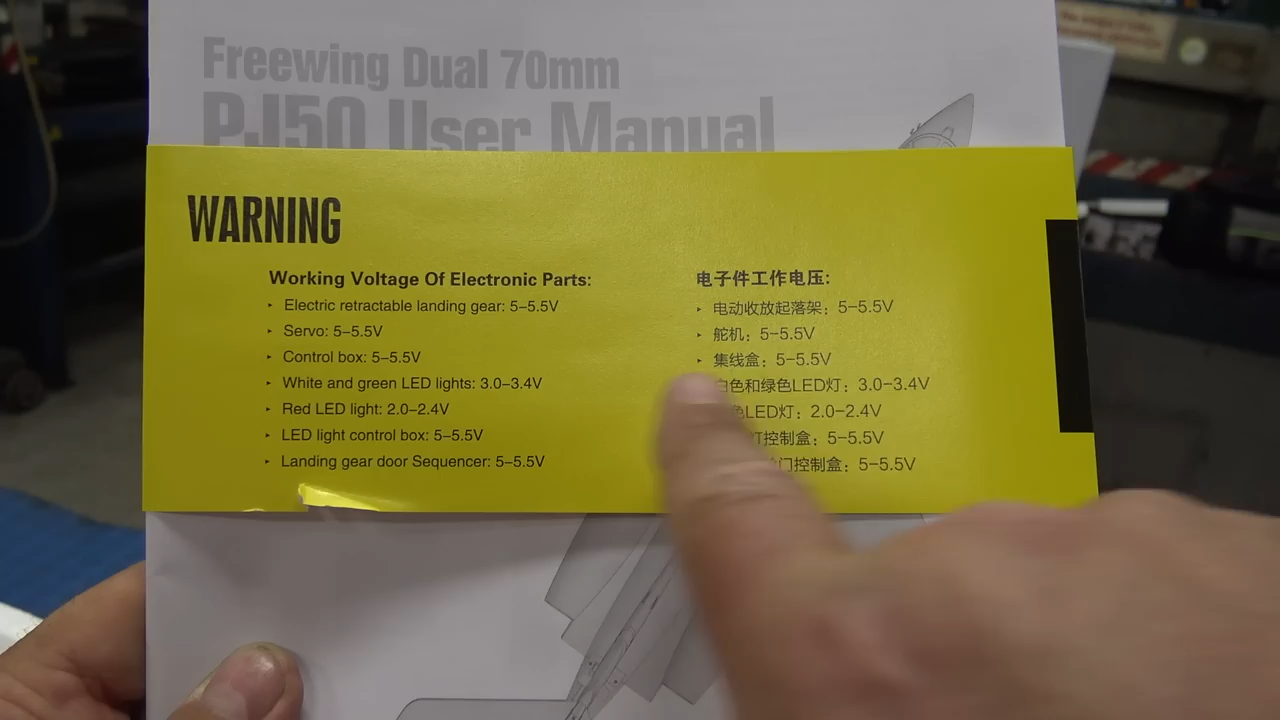 Freewing Dual 70mm
PJ50 User Manual
WARNING
Working Voltage Of Electronic Parts:
‣ Electric retractable landing gear: 5–5.5V
‣ Servo: 5–5.5V
‣ Control box: 5–5.5V
‣ White and green LED lights: 3.0–3.4V
‣ Red LED light: 2.0–2.4V
‣ LED light control box: 5–5.5V
‣ Landing gear door Sequencer: 5–5.5V
电子件工作电压:
‣ 电动收放起落架: 5–5.5V
‣ 舵机: 5–5.5V
‣ 集线盒: 5–5.5V
白色和绿色LED灯: 3.0–3.4V
色LED灯: 2.0–2.4V
灯控制盒: 5–5.5V
门控制盒: 5–5.5V